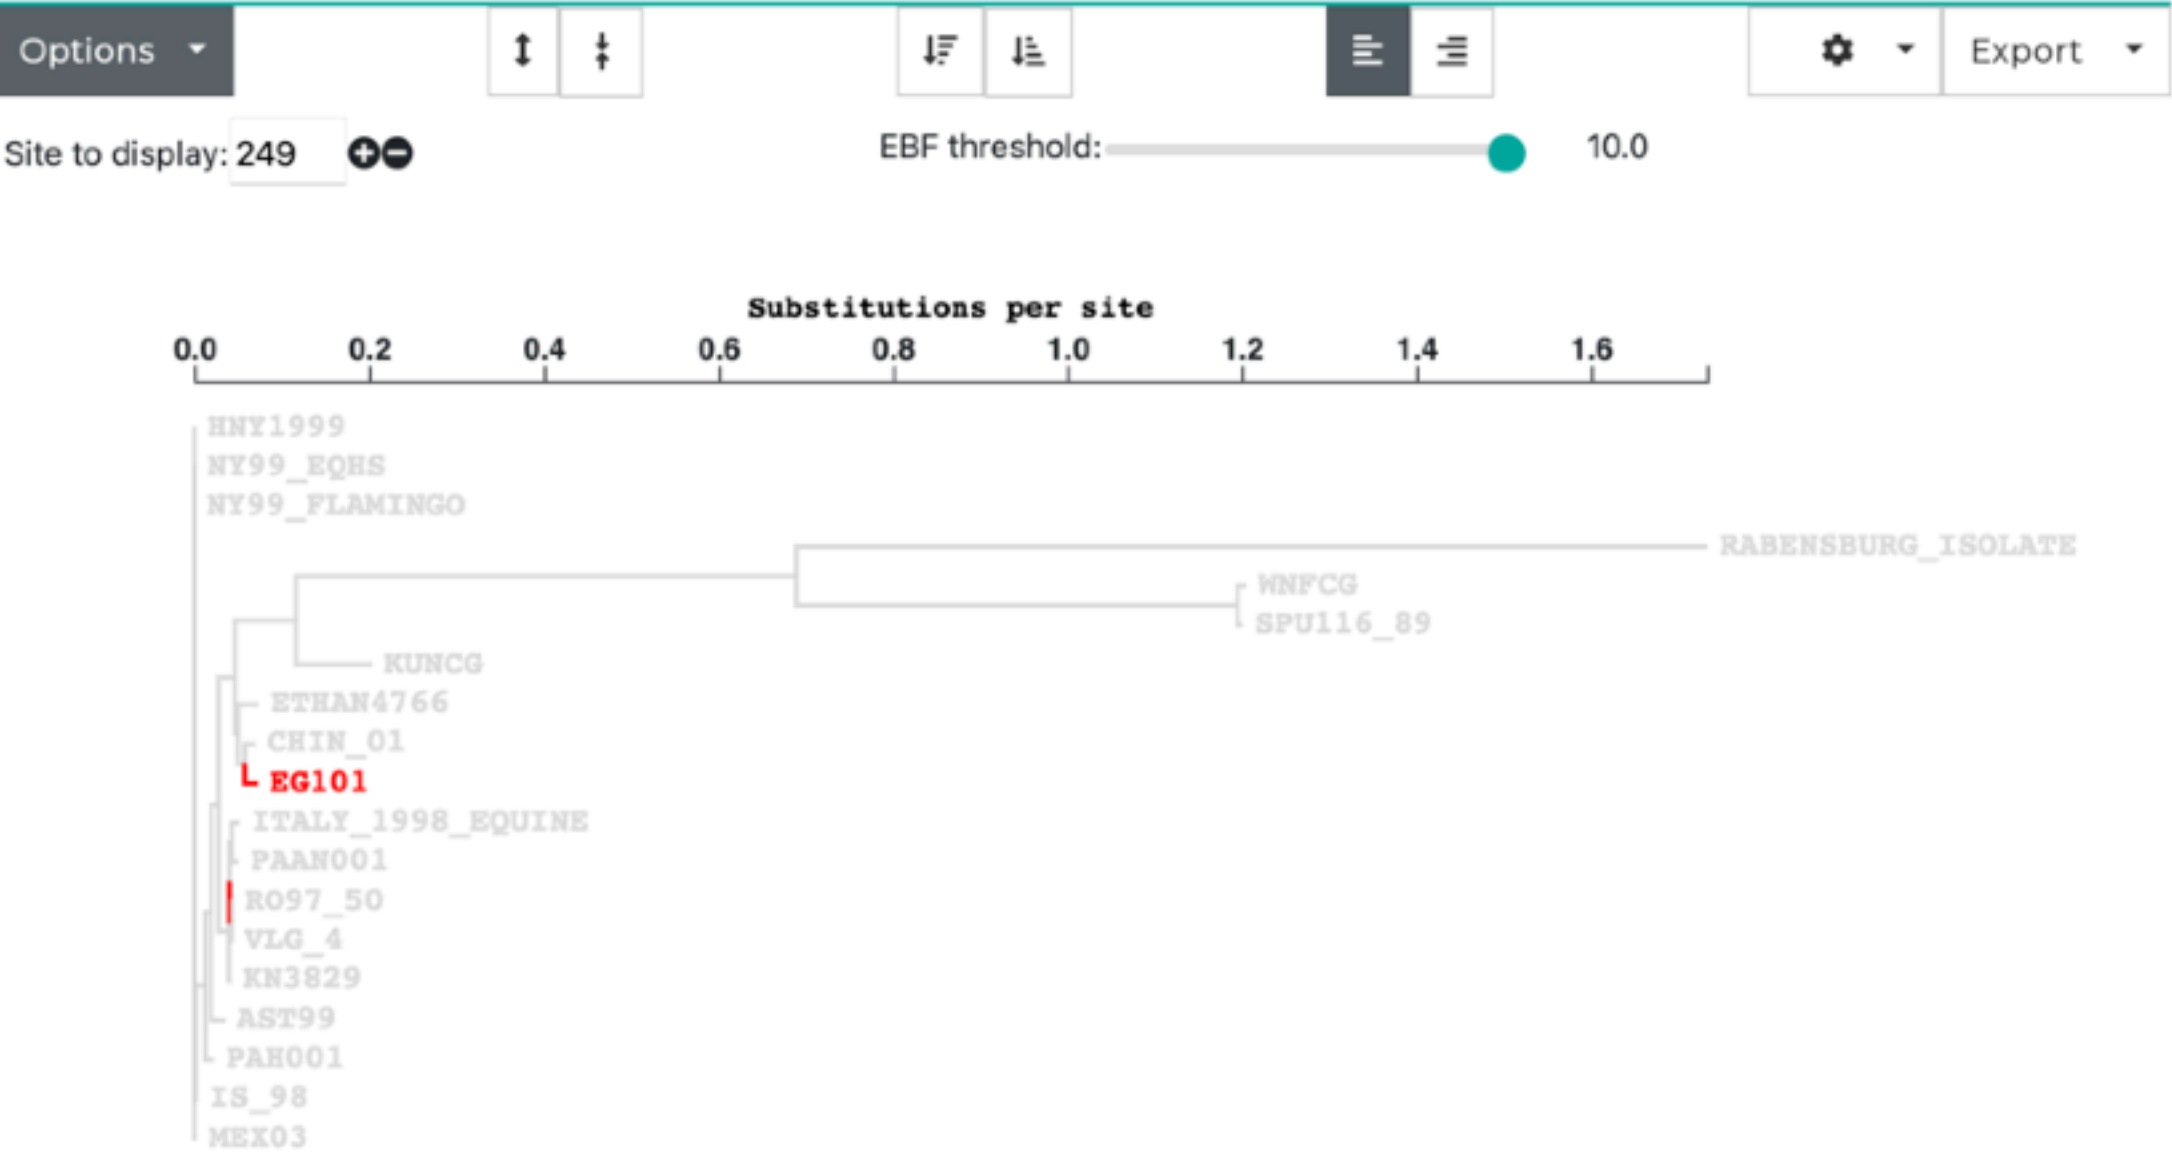 Options Export
Site to display: 249 EBF threshold: 10.0
Substitutions per site
0.0 0.2 0.4 0.6 0.8 1.0 1.2 1.4 1.6
HNY1999
NY99_EQHS
NY99_FLAMINGO
RABENSBURG_ISOLATE
WNFCG
SPU116_89
KUNCG
ETHAN4766
CHIN_01
EG101
ITALY_1998_EQUINE
PAAN001
RO97_50
VLG_4
KN3829
AST99
PAH001
IS_98
MEX03